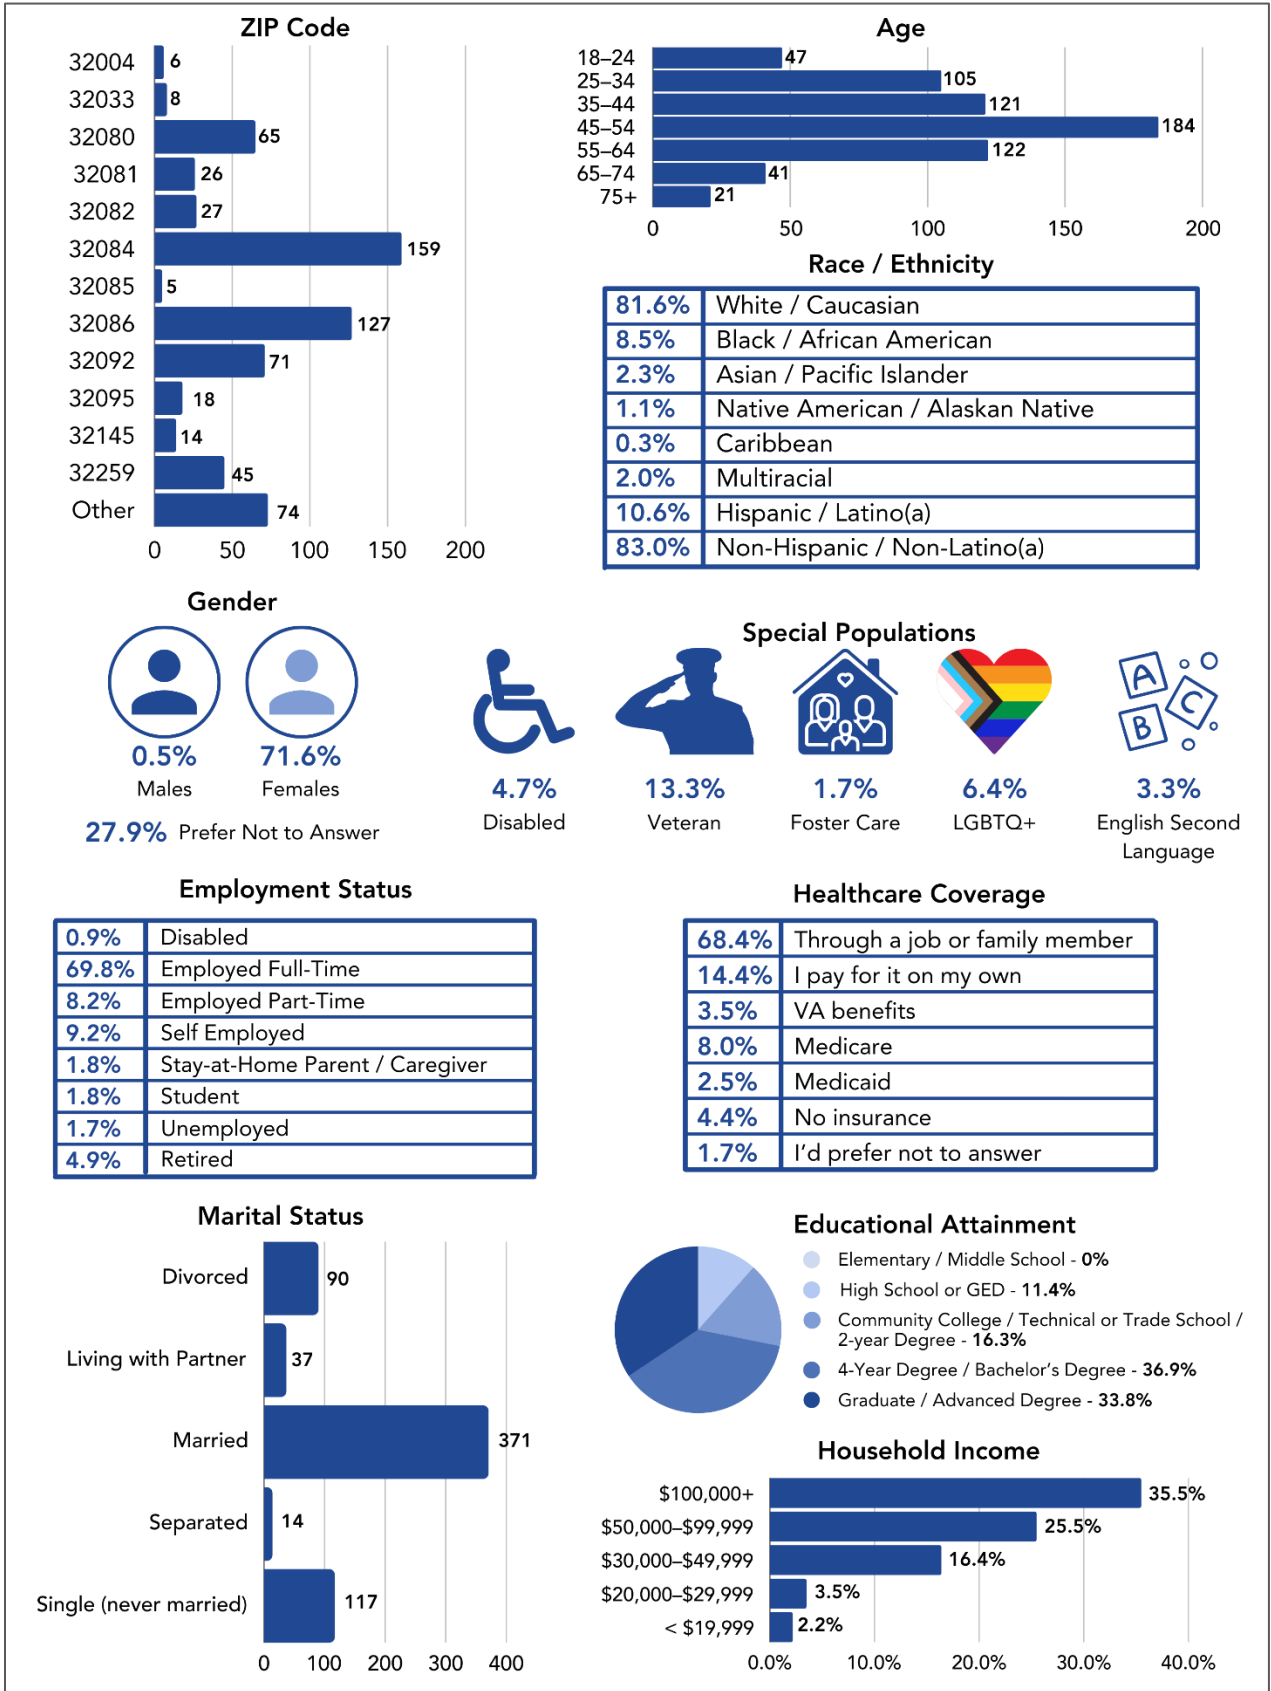 ZIP Code
32004 6
32033 8
32080 65
32081 26
32082 27
32084 159
32085 5
32086 127
32092 71
32095 18
32145 14
32259 45
Other 74
0 50 100 150 200
Age
18–24 47
25–34 105
35–44 121
45–54 184
55–64 122
65–74 41
75+ 21
0 50 100 150 200
Race / Ethnicity
81.6% White / Caucasian
8.5% Black / African American
2.3% Asian / Pacific Islander
1.1% Native American / Alaskan Native
0.3% Caribbean
2.0% Multiracial
10.6% Hispanic / Latino(a)
83.0% Non-Hispanic / Non-Latino(a)
Gender
0.5% 71.6%
Males Females
27.9% Prefer Not to Answer
Special Populations
A
B
C
4.7% 13.3% 1.7% 6.4% 3.3%
Disabled Veteran Foster Care LGBTQ+ English Second
Language
Employment Status
0.9% Disabled
69.8% Employed Full-Time
8.2% Employed Part-Time
9.2% Self Employed
1.8% Stay-at-Home Parent / Caregiver
1.8% Student
1.7% Unemployed
4.9% Retired
Healthcare Coverage
68.4% Through a job or family member
14.4% I pay for it on my own
3.5% VA benefits
8.0% Medicare
2.5% Medicaid
4.4% No insurance
1.7% I'd prefer not to answer
Marital Status
Divorced 90
Living with Partner 37
Married 371
Separated 14
Single (never married) 117
0 100 200 300 400
Educational Attainment
Elementary / Middle School - 0%
High School or GED - 11.4%
Community College / Technical or Trade School /
2-year Degree - 16.3%
4-Year Degree / Bachelor's Degree - 36.9%
Graduate / Advanced Degree - 33.8%
Household Income
$100,000+ 35.5%
$50,000–$99,999 25.5%
$30,000–$49,999 16.4%
$20,000–$29,999 3.5%
< $19,999 2.2%
0.0% 10.0% 20.0% 30.0% 40.0%